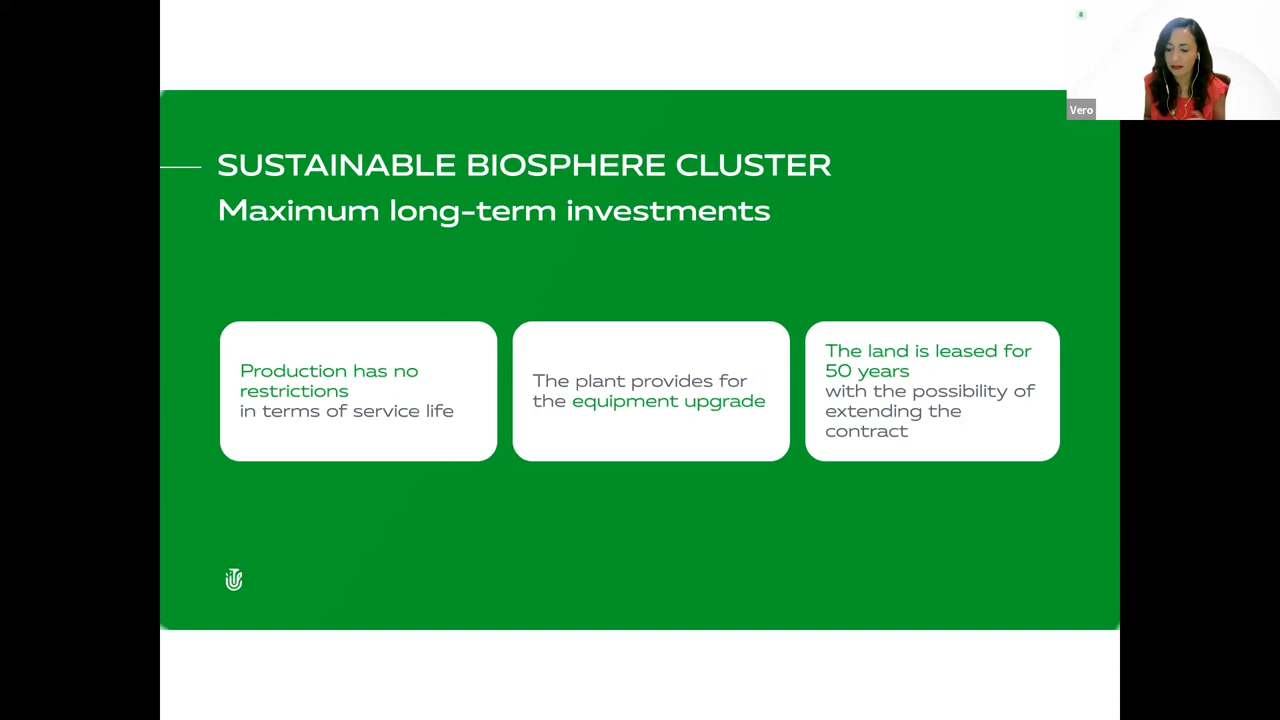 Vero
SUSTAINABLE BIOSPHERE CLUSTER
Maximum long-term investments
Production has no
restrictions
in terms of service life
The plant provides for
the equipment upgrade
The land is leased for
50 years
with the possibility of
extending the
contract